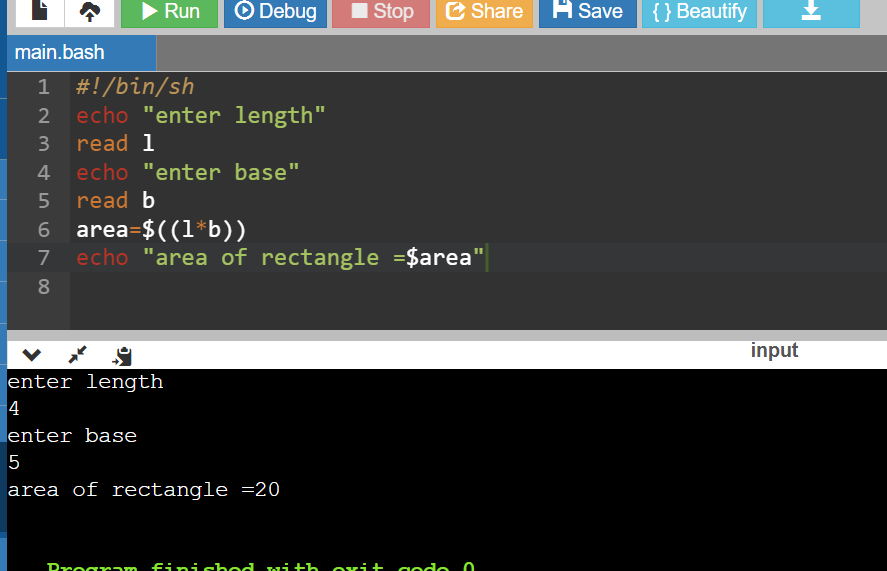 Run Debug Stop Share Save { } Beautify
main.bash
1 #!/bin/sh
2 echo "enter length"
3 read l
4 echo "enter base"
5 read b
6 area=$((l*b))
7 echo "area of rectangle =$area"
8
input
enter length
4
enter base
5
area of rectangle =20
Program finished with exit code 0